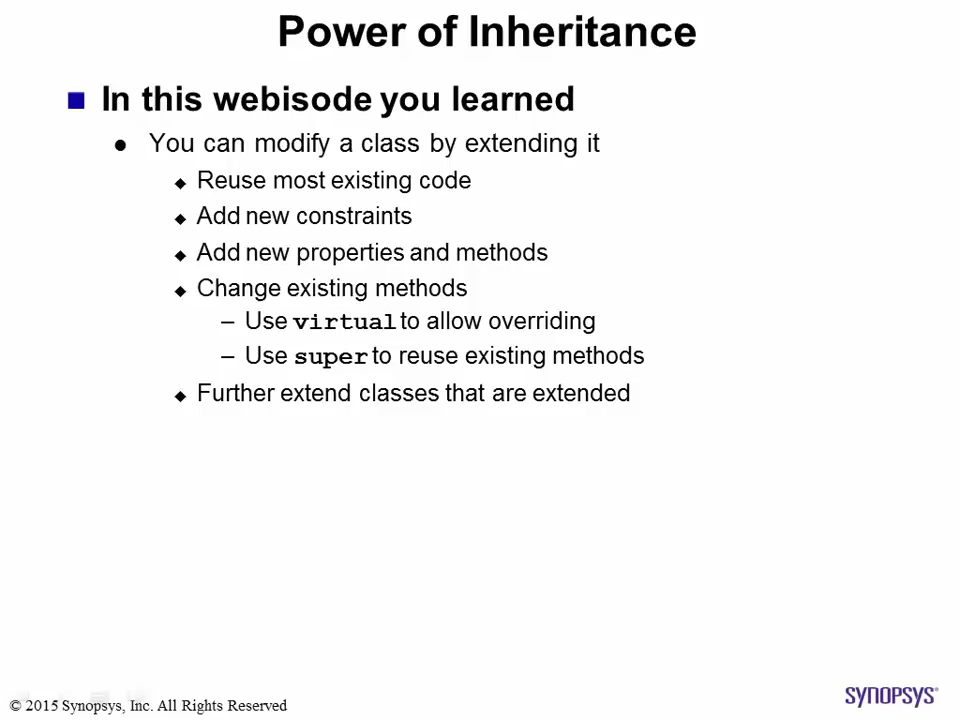 Power of Inheritance
In this webisode you learned
You can modify a class by extending it
Reuse most existing code
Add new constraints
Add new properties and methods
Change existing methods
– Use virtual to allow overriding
– Use super to reuse existing methods
Further extend classes that are extended
© 2015 Synopsys, Inc. All Rights Reserved
SYNOPSYS®